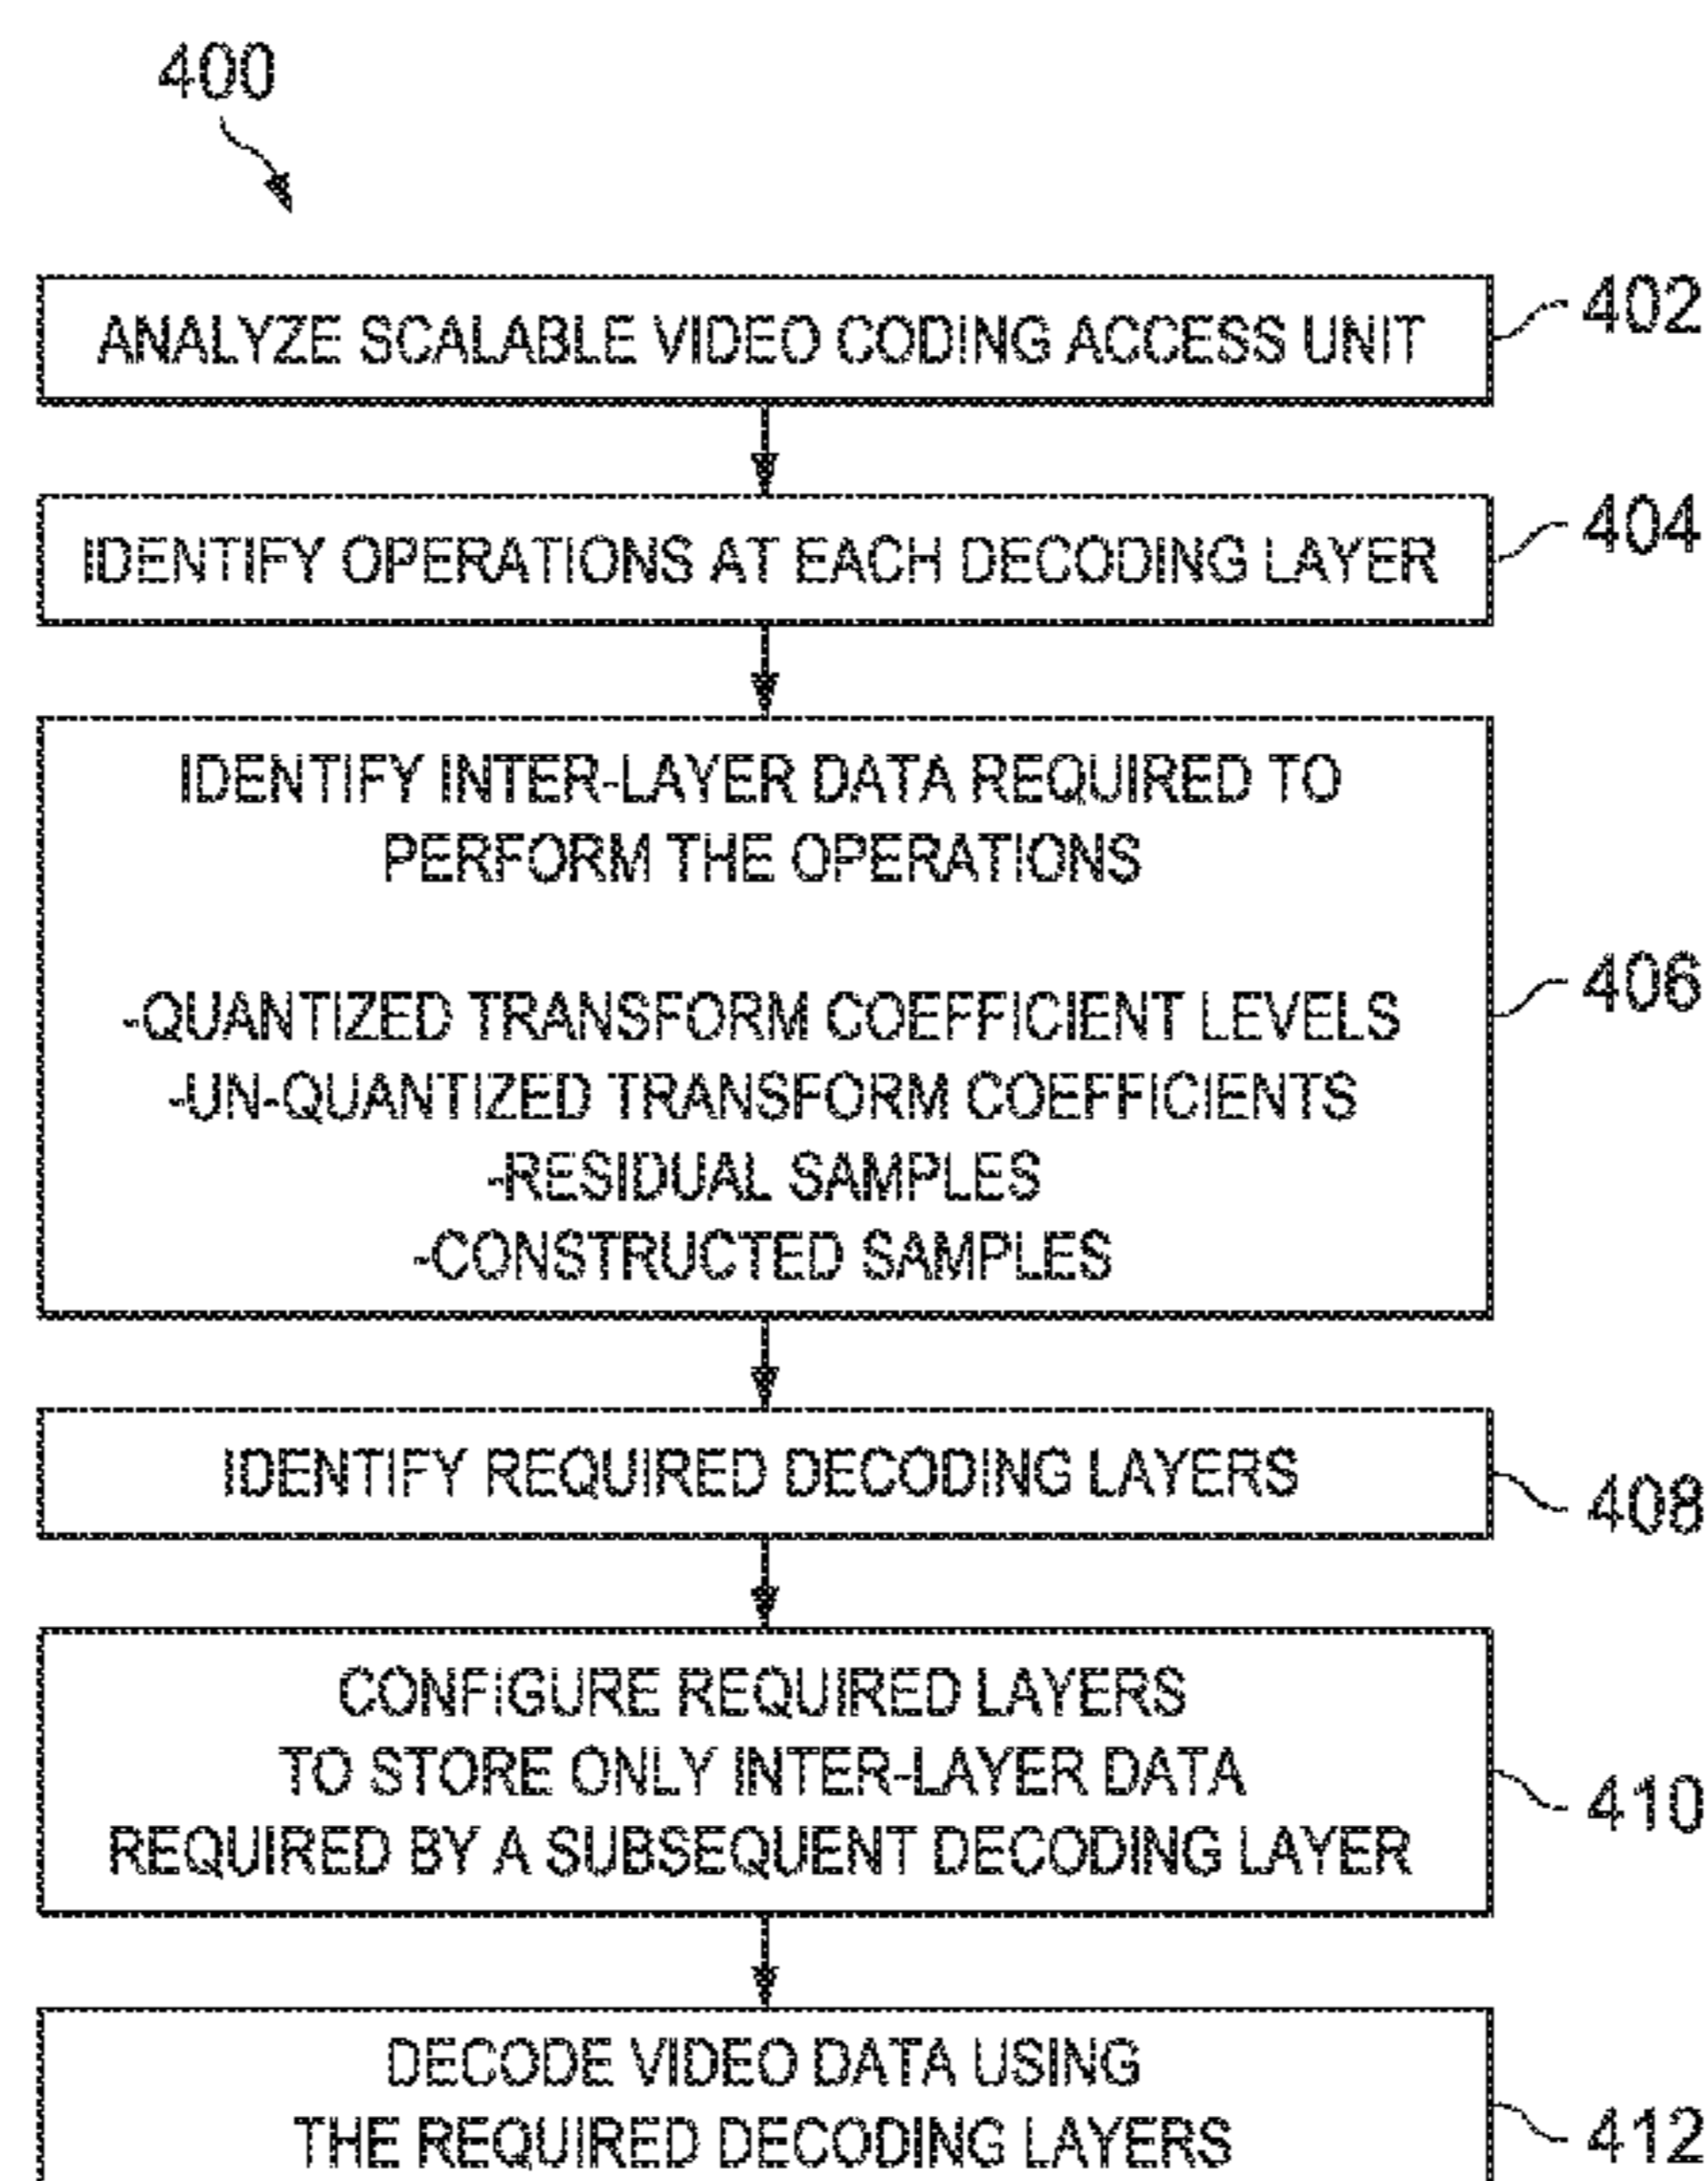 400
ANALYZE SCALABLE VIDEO CODING ACCESS UNIT
402
IDENTIFY OPERATIONS AT EACH DECODING LAYER
404
IDENTIFY INTER-LAYER DATA REQUIRED TO
PERFORM THE OPERATIONS
-QUANTIZED TRANSFORM COEFFICIENT LEVELS
-UN-QUANTIZED TRANSFORM COEFFICIENTS
-RESIDUAL SAMPLES
-CONSTRUCTED SAMPLES
406
IDENTIFY REQUIRED DECODING LAYERS
408
CONFIGURE REQUIRED LAYERS
TO STORE ONLY INTER-LAYER DATA
REQUIRED BY A SUBSEQUENT DECODING LAYER
410
DECODE VIDEO DATA USING
THE REQUIRED DECODING LAYERS
412